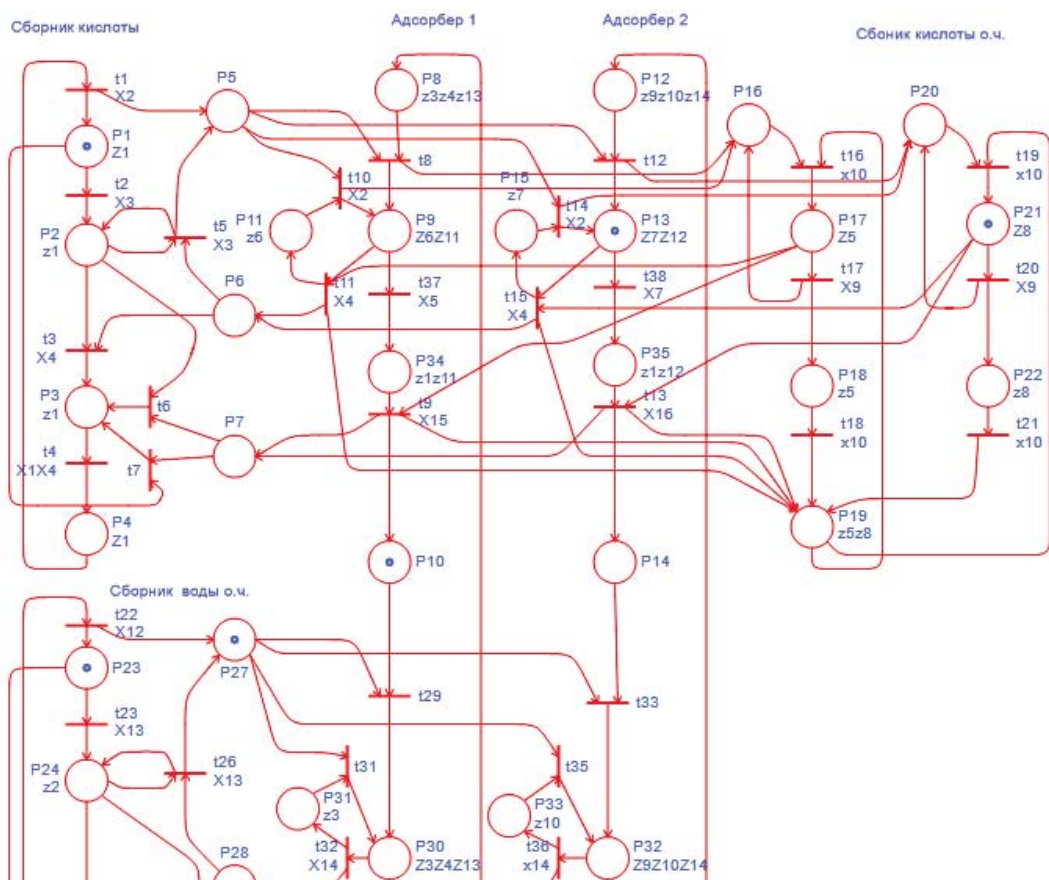 Сборник кислоты
Адсорбер 1
Адсорбер 2
Сбоник кислоты о.ч.
t1
X2
P5
P8
z3z4z13
P12
z9z10z14
P16
P20
P1
Z1
t8
t12
t16
x10
t19
x10
t2
X3
t10
X2
P15
z7
t14
X2
P2
z1
t5
X3
P11
z6
P9
Z6Z11
P13
Z7Z12
P17
Z5
P21
Z8
P6
t11
X4
t37
X5
t15
X4
t38
X7
t17
X9
t20
X9
t3
X4
P34
z1z11
P35
z1z12
P18
z5
P22
z8
P3
z1
t6
P7
t9
X15
t13
X16
t18
x10
t21
x10
t4
X1X4
t7
P4
Z1
P19
z5z8
P10
P14
Сборник воды о.ч.
t22
X12
P23
P27
t29
t33
t23
X13
P24
z2
t26
X13
t31
t35
P31
z3
P33
z10
P28
t32
X14
P30
Z3Z4Z13
t36
x14
P32
Z9Z10Z14